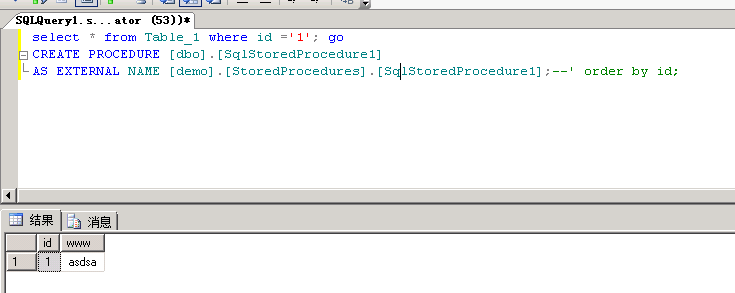 SQLQuery1.s...ator (53))*
select * from Table_1 where id ='1'; go
CREATE PROCEDURE [dbo].[SqlStoredProcedure1]
AS EXTERNAL NAME [demo].[StoredProcedures].[SqlStoredProcedure1];--' order by id;
结果 消息
id www
1 1 asdsa